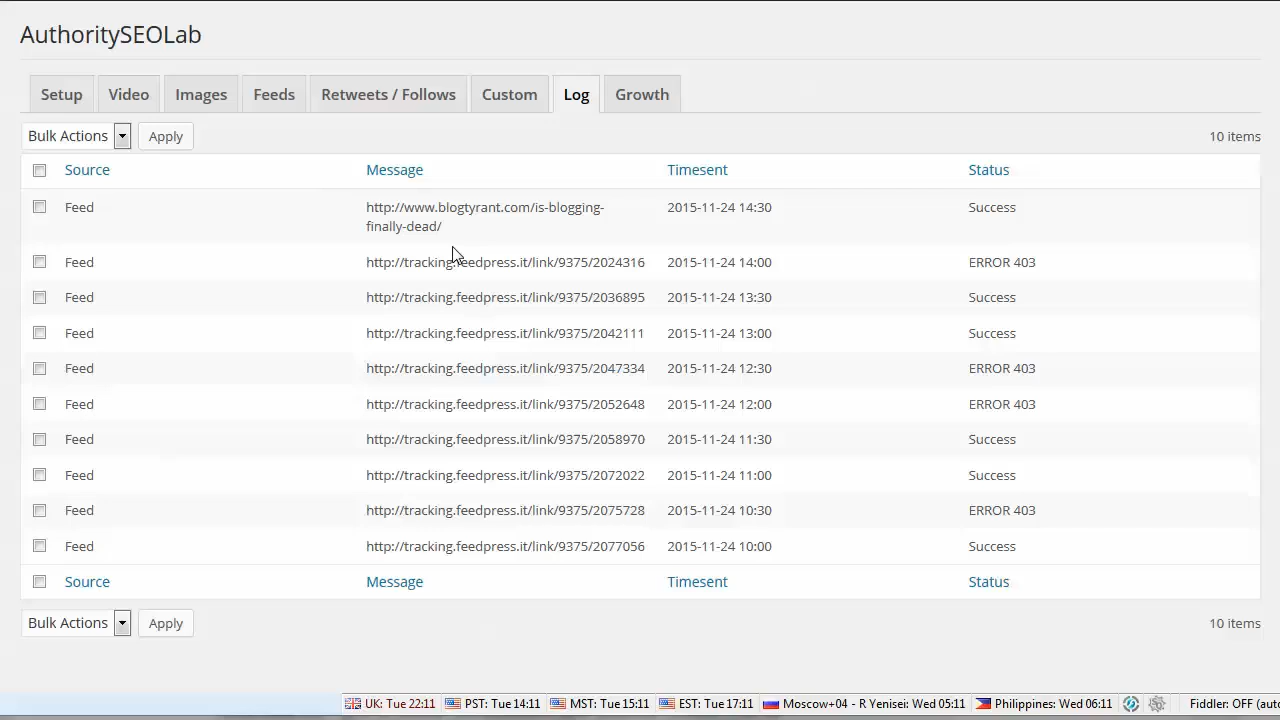 AuthoritySEOLab
Setup Video Images Feeds Retweets / Follows Custom Log Growth
Bulk Actions Apply 10 items
Source Message Timesent Status
Feed http://www.blogtyrant.com/is-blogging- 2015-11-24 14:30 Success
finally-dead/
Feed http://tracking.feedpress.it/link/9375/2024316 2015-11-24 14:00 ERROR 403
Feed http://tracking.feedpress.it/link/9375/2036895 2015-11-24 13:30 Success
Feed http://tracking.feedpress.it/link/9375/2042111 2015-11-24 13:00 Success
Feed http://tracking.feedpress.it/link/9375/2047334 2015-11-24 12:30 ERROR 403
Feed http://tracking.feedpress.it/link/9375/2052648 2015-11-24 12:00 ERROR 403
Feed http://tracking.feedpress.it/link/9375/2058970 2015-11-24 11:30 Success
Feed http://tracking.feedpress.it/link/9375/2072022 2015-11-24 11:00 Success
Feed http://tracking.feedpress.it/link/9375/2075728 2015-11-24 10:30 ERROR 403
Feed http://tracking.feedpress.it/link/9375/2077056 2015-11-24 10:00 Success
Source Message Timesent Status
Bulk Actions Apply 10 items
UK: Tue 22:11 PST: Tue 14:11 MST: Tue 15:11 EST: Tue 17:11 Moscow+04 - R Yenisei: Wed 05:11 Philippines: Wed 06:11 Fiddler: OFF (aut